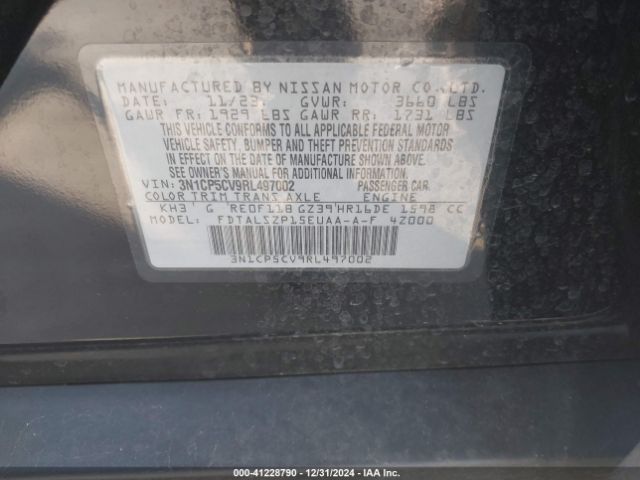 MANUFACTURED BY NISSAN MOTOR CO., LTD.
DATE: 11/23 GVWR: 3660 LBS
GAWR FR: 1929 LBS GAWR RR: 1731 LBS
THIS VEHICLE CONFORMS TO ALL APPLICABLE FEDERAL MOTOR
VEHICLE SAFETY, BUMPER AND THEFT PREVENTION STANDARDS
IN EFFECT ON THE DATE OF MANUFACTURE SHOWN ABOVE.
SEE OWNER'S MANUAL FOR ADDITIONAL INFORMATION.
VIN: 3N1CP5CV9RL497002 PASSENGER CAR
COLOR TRIM TRANS AXLE ENGINE
KH3 G RE0F11B GZ39 HR16DE 1598 CC
MODEL: FDTALSZP15EUAA-A-F 42000
3N1CP5CV9RL497002
000-41228790 - 12/31/2024 - IAA Inc.